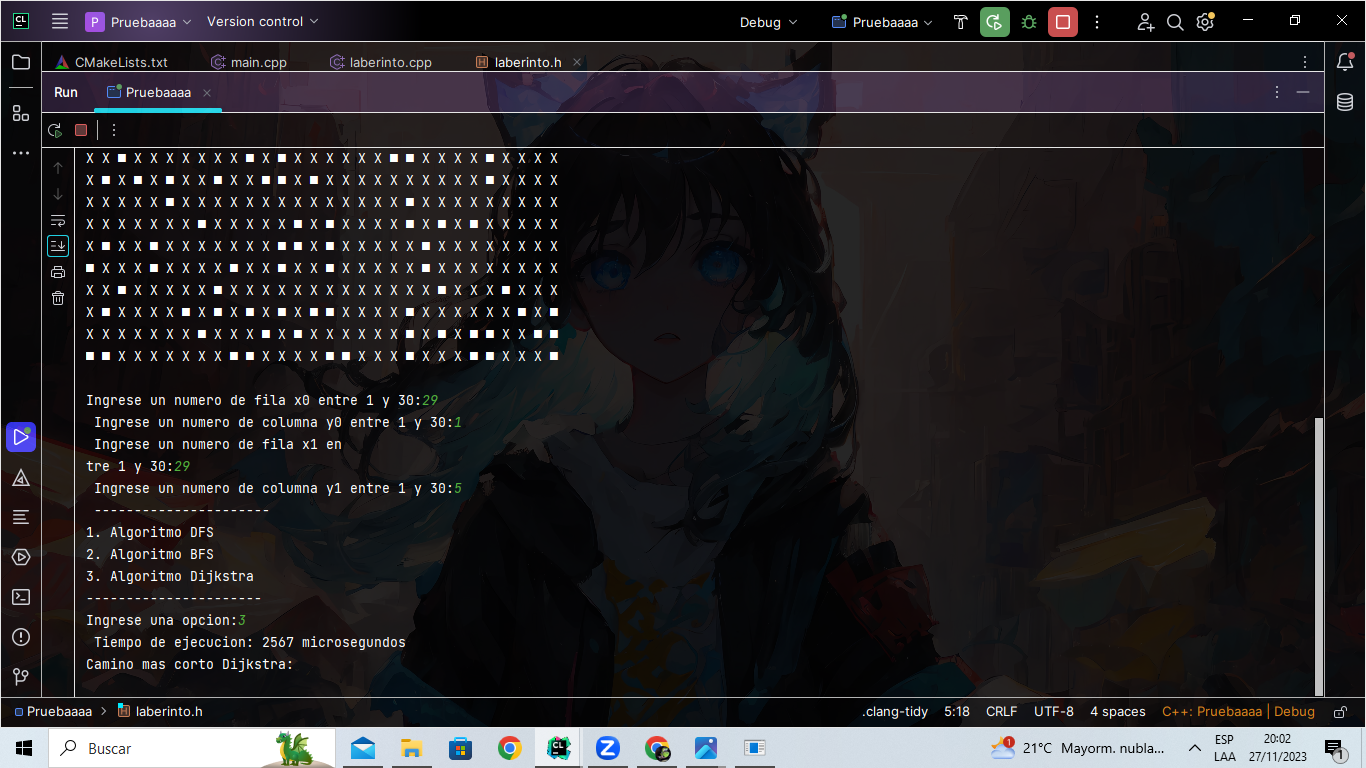 CL P Pruebaaaa Version control Debug Pruebaaaa
CMakeLists.txt main.cpp laberinto.cpp laberinto.h
Run Pruebaaaa
X X ■ X X X X X X X ■ X ■ X X X X X X ■ ■ X X X X ■ X X X X
X ■ X ■ X ■ X X ■ X X ■ ■ X ■ X X X X X X X X X X ■ X X X X
X X X X X ■ X X X X X X X X X X X X X X ■ X X X X X X X X X
X X X X X X X ■ X X X X X ■ X ■ X X X X ■ X ■ X ■ X X X X X
X ■ X X ■ X X X X X X X ■ ■ X ■ X X X X X ■ X X X X X X X X
■ X X X ■ X X X X ■ X X ■ X X ■ X X X X X ■ X X X X X X X X
X X ■ X X X X X ■ X X X X X X X X X X X X X ■ X X X ■ X X X
X ■ X X X X ■ X ■ X ■ X ■ X ■ ■ X X X X ■ X X X X X X ■ X ■
X X X X X X X ■ X X X ■ X ■ X X X X X X ■ X ■ X ■ ■ X X ■ ■
■ ■ X X X X X X X ■ ■ X X X X ■ ■ X X X ■ X X X ■ ■ X X X ■
Ingrese un numero de fila x0 entre 1 y 30:29
Ingrese un numero de columna y0 entre 1 y 30:1
Ingrese un numero de fila x1 en
tre 1 y 30:29
Ingrese un numero de columna y1 entre 1 y 30:5
----------------------
1. Algoritmo DFS
2. Algoritmo BFS
3. Algoritmo Dijkstra
----------------------
Ingrese una opcion:3
Tiempo de ejecucion: 2567 microsegundos
Camino mas corto Dijkstra:
Pruebaaaa > laberinto.h .clang-tidy 5:18 CRLF UTF-8 4 spaces C++: Pruebaaaa | Debug
Buscar 21°C Mayorm. nubla... ESP 20:02
LAA 27/11/2023